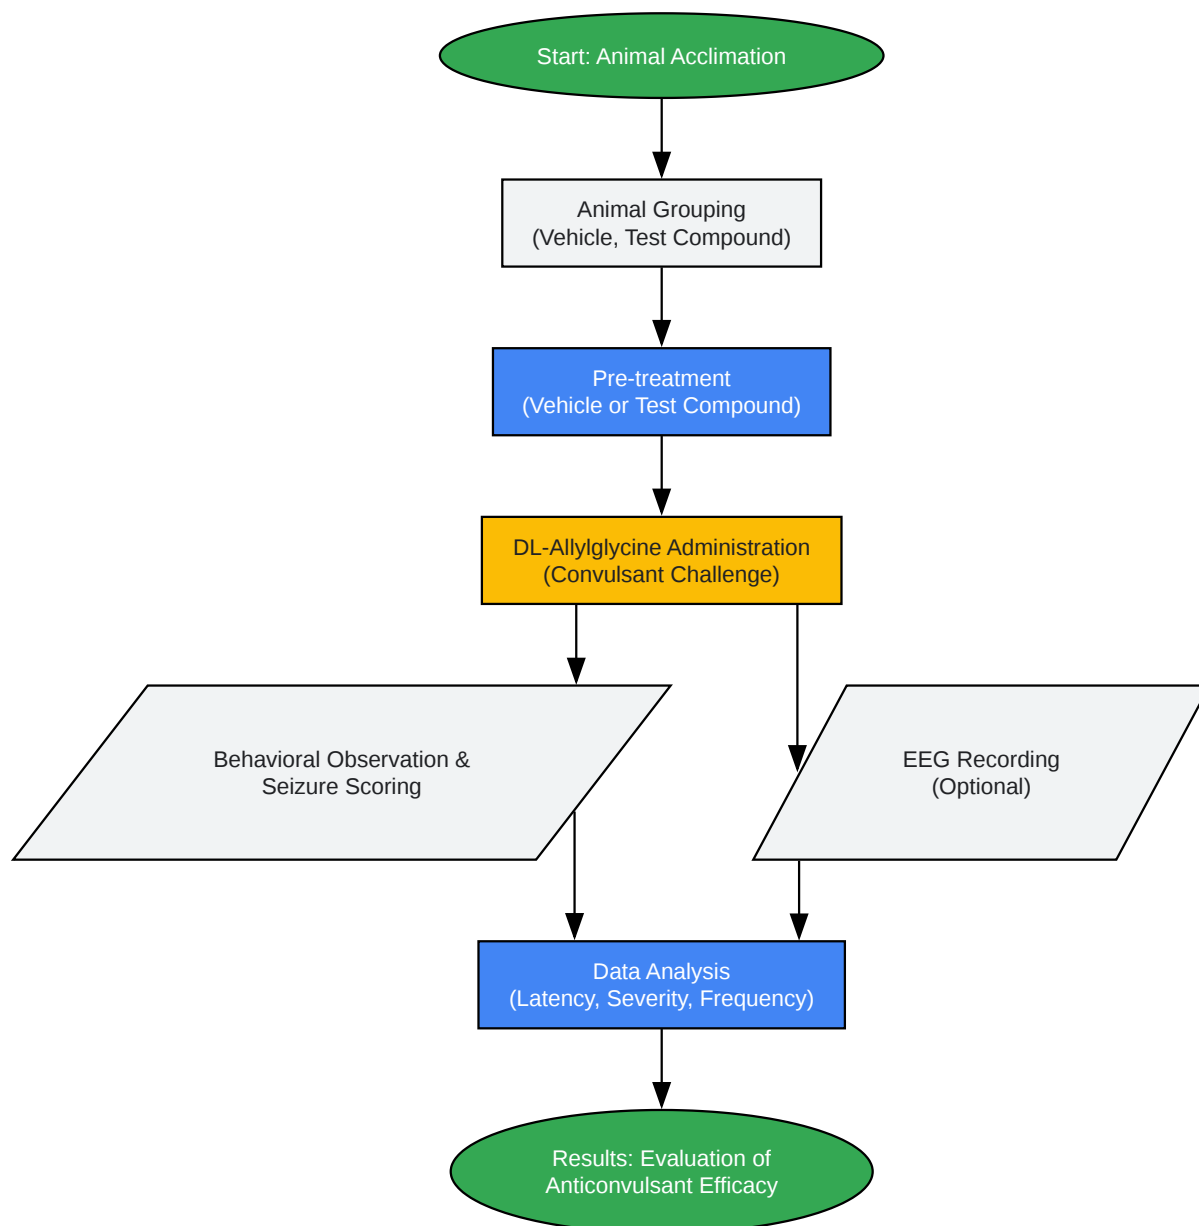 Start: Animal Acclimation
Animal Grouping
(Vehicle, Test Compound)
Pre-treatment
(Vehicle or Test Compound)
DL-Allylglycine Administration
(Convulsant Challenge)
Behavioral Observation &
Seizure Scoring
EEG Recording
(Optional)
Data Analysis
(Latency, Severity, Frequency)
Results: Evaluation of
Anticonvulsant Efficacy